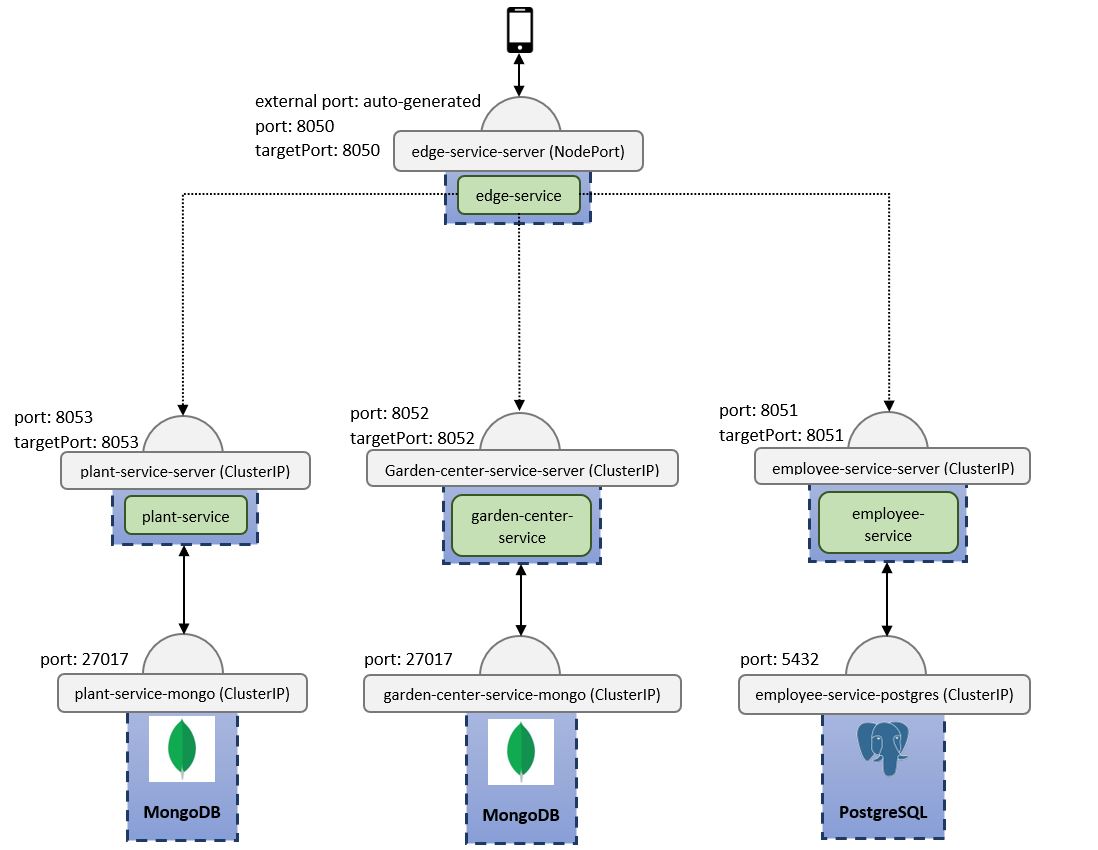 external port: auto-generated
port: 8050
targetPort: 8050
edge-service-server (NodePort)
edge-service
port: 8053
targetPort: 8053
plant-service-server (ClusterIP)
plant-service
port: 8052
targetPort: 8052
Garden-center-service-server (ClusterIP)
garden-center-
service
port: 8051
targetPort: 8051
employee-service-server (ClusterIP)
employee-
service
port: 27017
plant-service-mongo (ClusterIP)
MongoDB
port: 27017
garden-center-service-mongo (ClusterIP)
MongoDB
port: 5432
employee-service-postgres (ClusterIP)
PostgreSQL